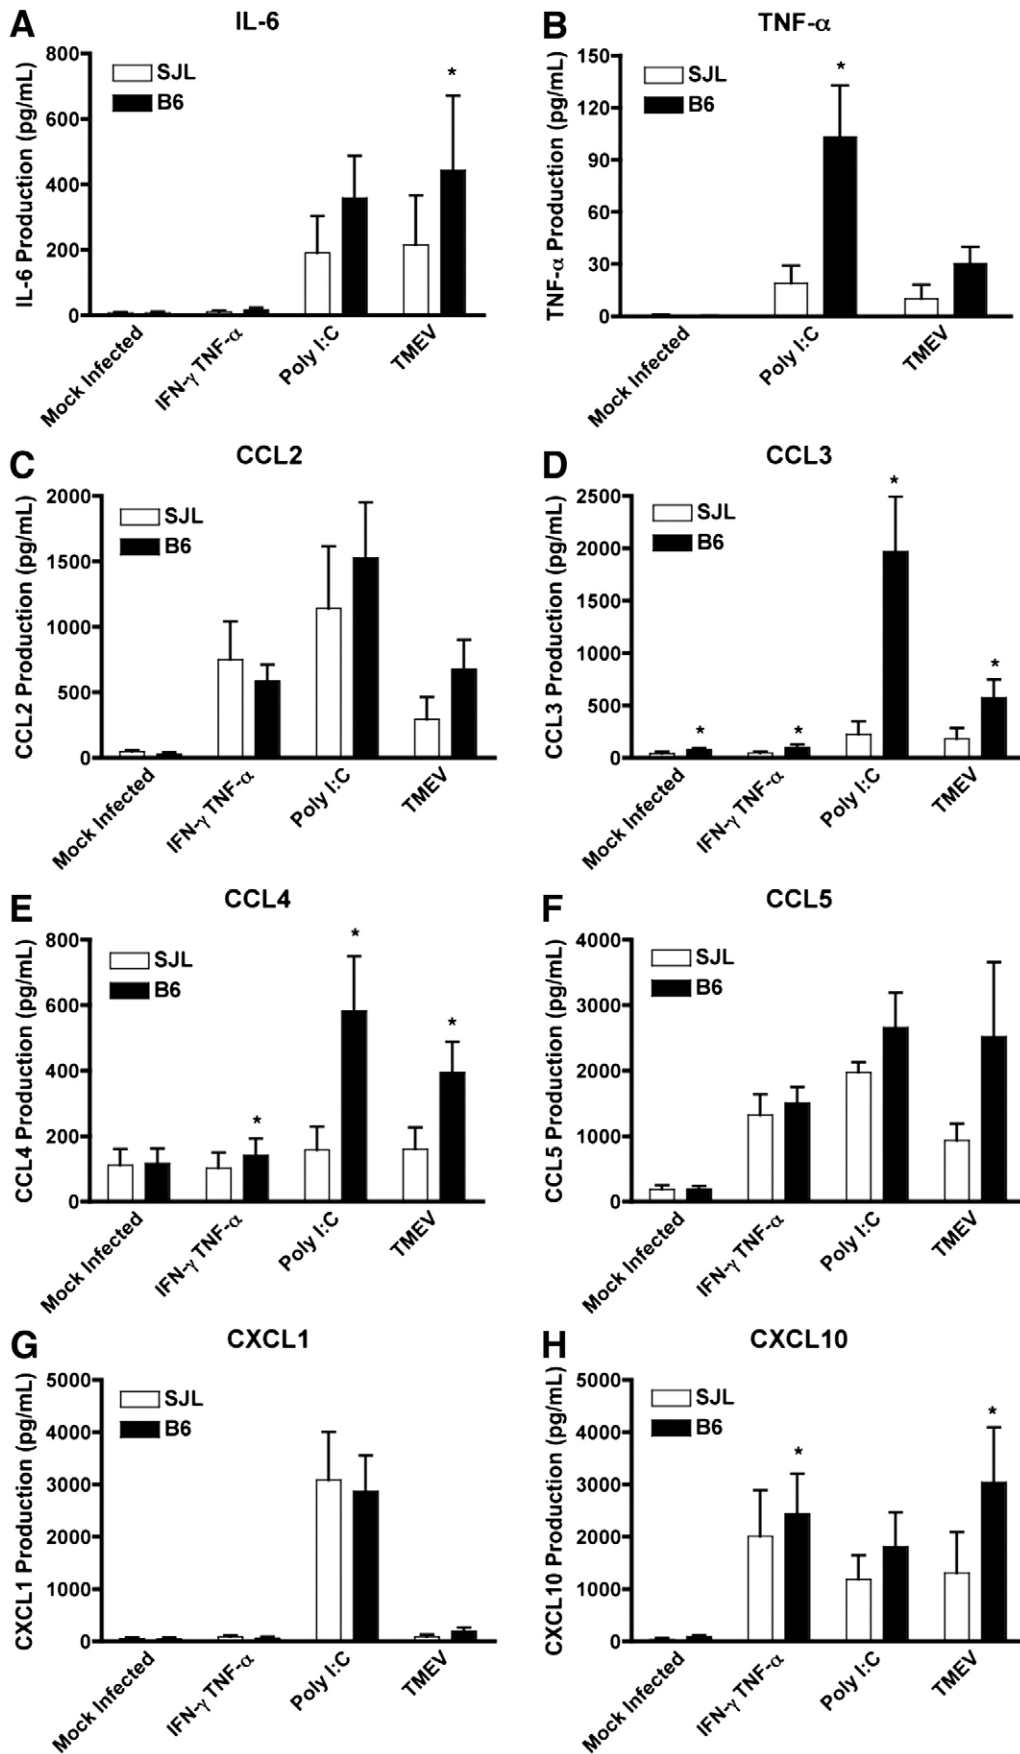 A
IL-6
IL-6 Production (pg/mL)
800
600
400
200
0
SJL
B6
*
Mock Infected
IFN-γ TNF-α
Poly I:C
TMEV
B
TNF-α
TNF-α Production (pg/mL)
150
120
90
60
30
0
SJL
B6
*
Mock Infected
Poly I:C
TMEV
C
CCL2
CCL2 Production (pg/mL)
2000
1500
1000
500
0
SJL
B6
Mock Infected
IFN-γ TNF-α
Poly I:C
TMEV
D
CCL3
CCL3 Production (pg/mL)
2500
2000
1500
1000
500
0
SJL
B6
*
*
*
*
Mock Infected
IFN-γ TNF-α
Poly I:C
TMEV
E
CCL4
CCL4 Production (pg/mL)
800
600
400
200
0
SJL
B6
*
*
*
Mock Infected
IFN-γ TNF-α
Poly I:C
TMEV
F
CCL5
CCL5 Production (pg/mL)
4000
3000
2000
1000
0
SJL
B6
Mock Infected
IFN-γ TNF-α
Poly I:C
TMEV
G
CXCL1
CXCL1 Production (pg/mL)
5000
4000
3000
2000
1000
0
SJL
B6
Mock Infected
IFN-γ TNF-α
Poly I:C
TMEV
H
CXCL10
CXCL10 Production (pg/mL)
5000
4000
3000
2000
1000
0
SJL
B6
*
*
Mock Infected
IFN-γ TNF-α
Poly I:C
TMEV